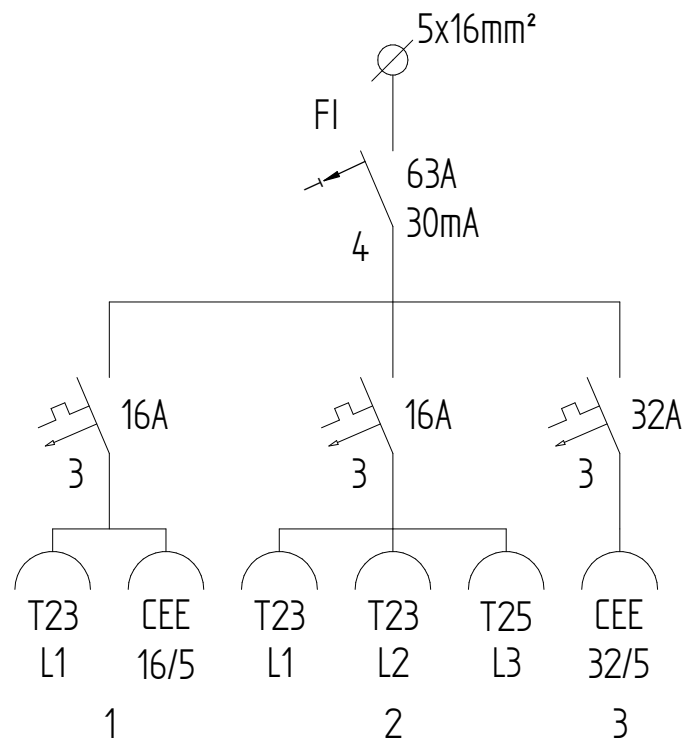 5x16mm²
FI
63A
30mA
4
16A 16A 32A
3 3 3
T23 CEE T23 T23 T25 CEE
L1 16/5 L1 L2 L3 32/5
1 2 3